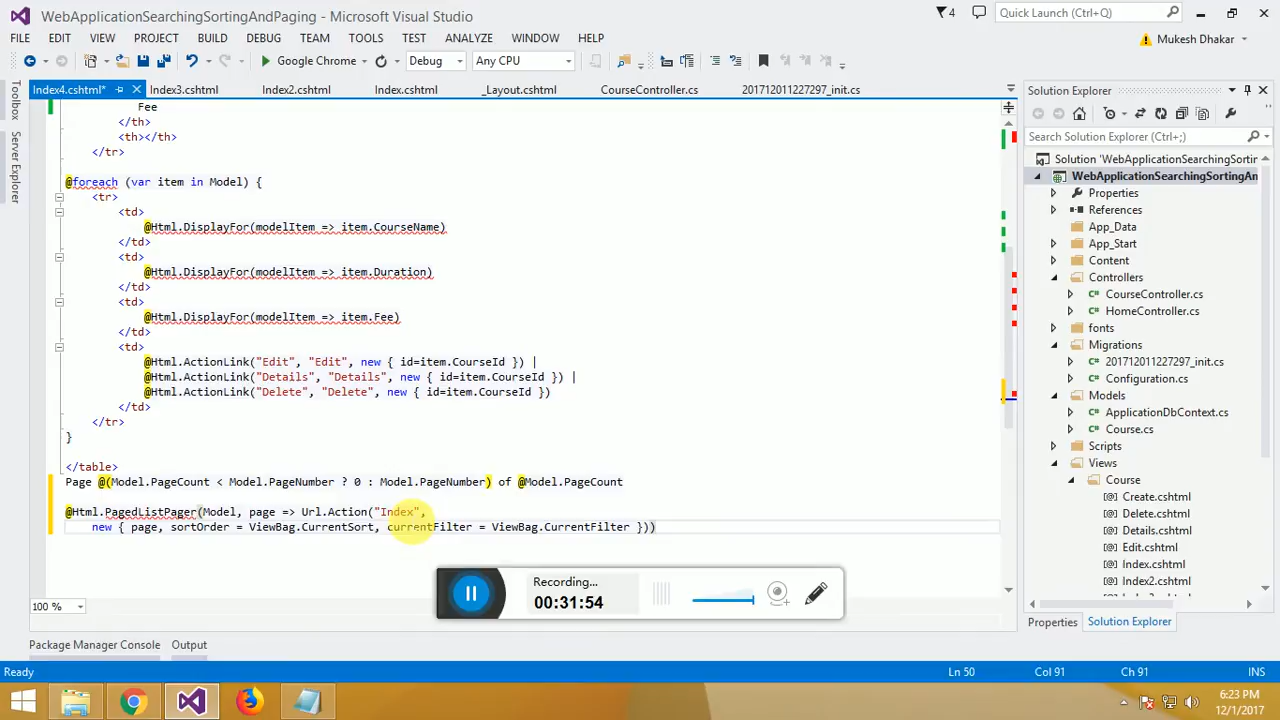 WebApplicationSearchingSortingAndPaging - Microsoft Visual Studio
4
Quick Launch (Ctrl+Q)
FILE EDIT VIEW PROJECT BUILD DEBUG TEAM TOOLS TEST ANALYZE WINDOW HELP
Mukesh Dhakar
Google Chrome Debug Any CPU
Index4.cshtml* Index3.cshtml Index2.cshtml Index.cshtml _Layout.cshtml CourseController.cs 201712011227297_init.cs
Toolbox
Server Explorer
Fee
</th>
<th></th>
</tr>
@foreach (var item in Model) {
<tr>
<td>
@Html.DisplayFor(modelItem => item.CourseName)
</td>
<td>
@Html.DisplayFor(modelItem => item.Duration)
</td>
<td>
@Html.DisplayFor(modelItem => item.Fee)
</td>
<td>
@Html.ActionLink("Edit", "Edit", new { id=item.CourseId }) |
@Html.ActionLink("Details", "Details", new { id=item.CourseId }) |
@Html.ActionLink("Delete", "Delete", new { id=item.CourseId })
</td>
</tr>
}
</table>
Page @(Model.PageCount < Model.PageNumber ? 0 : Model.PageNumber) of @Model.PageCount
@Html.PagedListPager(Model, page => Url.Action("Index",
new { page, sortOrder = ViewBag.CurrentSort, currentFilter = ViewBag.CurrentFilter }))
100 %
Recording...
00:31:54
Solution Explorer
Search Solution Explorer (Ctrl+;)
Solution 'WebApplicationSearchingSortin
WebApplicationSearchingSortingAn
Properties
References
App_Data
App_Start
Content
Controllers
CourseController.cs
HomeController.cs
fonts
Migrations
201712011227297_init.cs
Configuration.cs
Models
ApplicationDbContext.cs
Course.cs
Scripts
Views
Course
Create.cshtml
Delete.cshtml
Details.cshtml
Edit.cshtml
Index.cshtml
Index2.cshtml
Properties Solution Explorer
Package Manager Console Output
Ready Ln 50 Col 91 Ch 91 INS
6:23 PM
12/1/2017